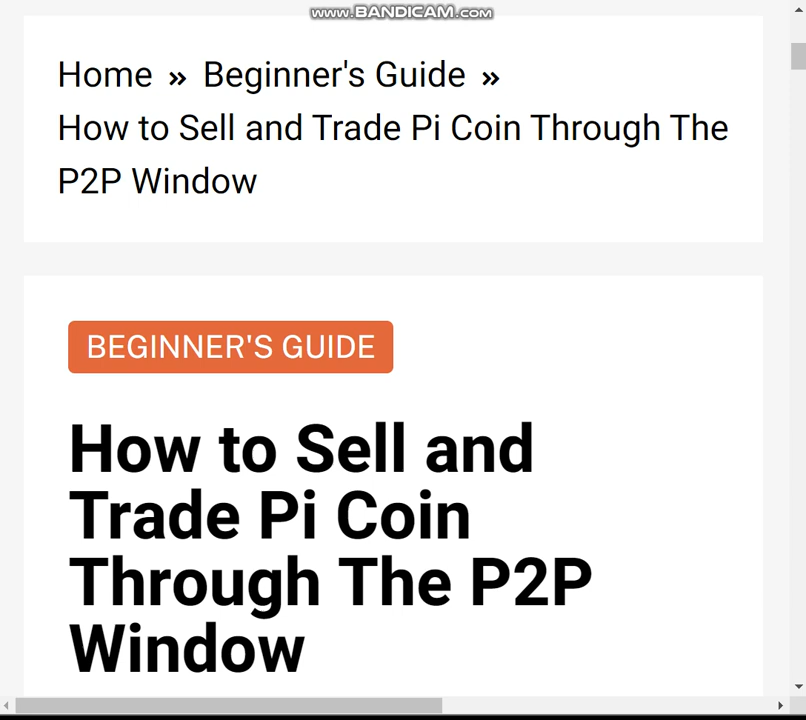 www.BANDICAM.com
Home » Beginner's Guide »
How to Sell and Trade Pi Coin Through The
P2P Window
BEGINNER'S GUIDE
How to Sell and
Trade Pi Coin
Through The P2P
Window